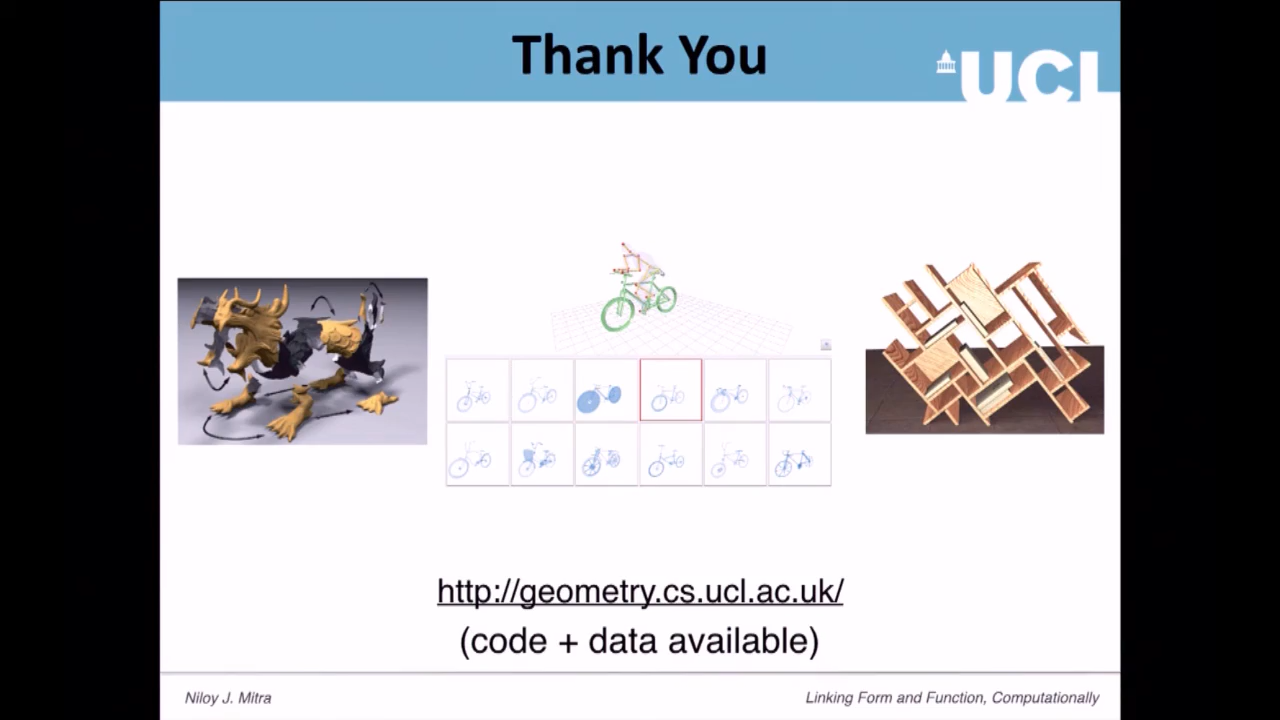 Thank You
UCL
http://geometry.cs.ucl.ac.uk/
(code + data available)
Niloy J. Mitra
Linking Form and Function, Computationally